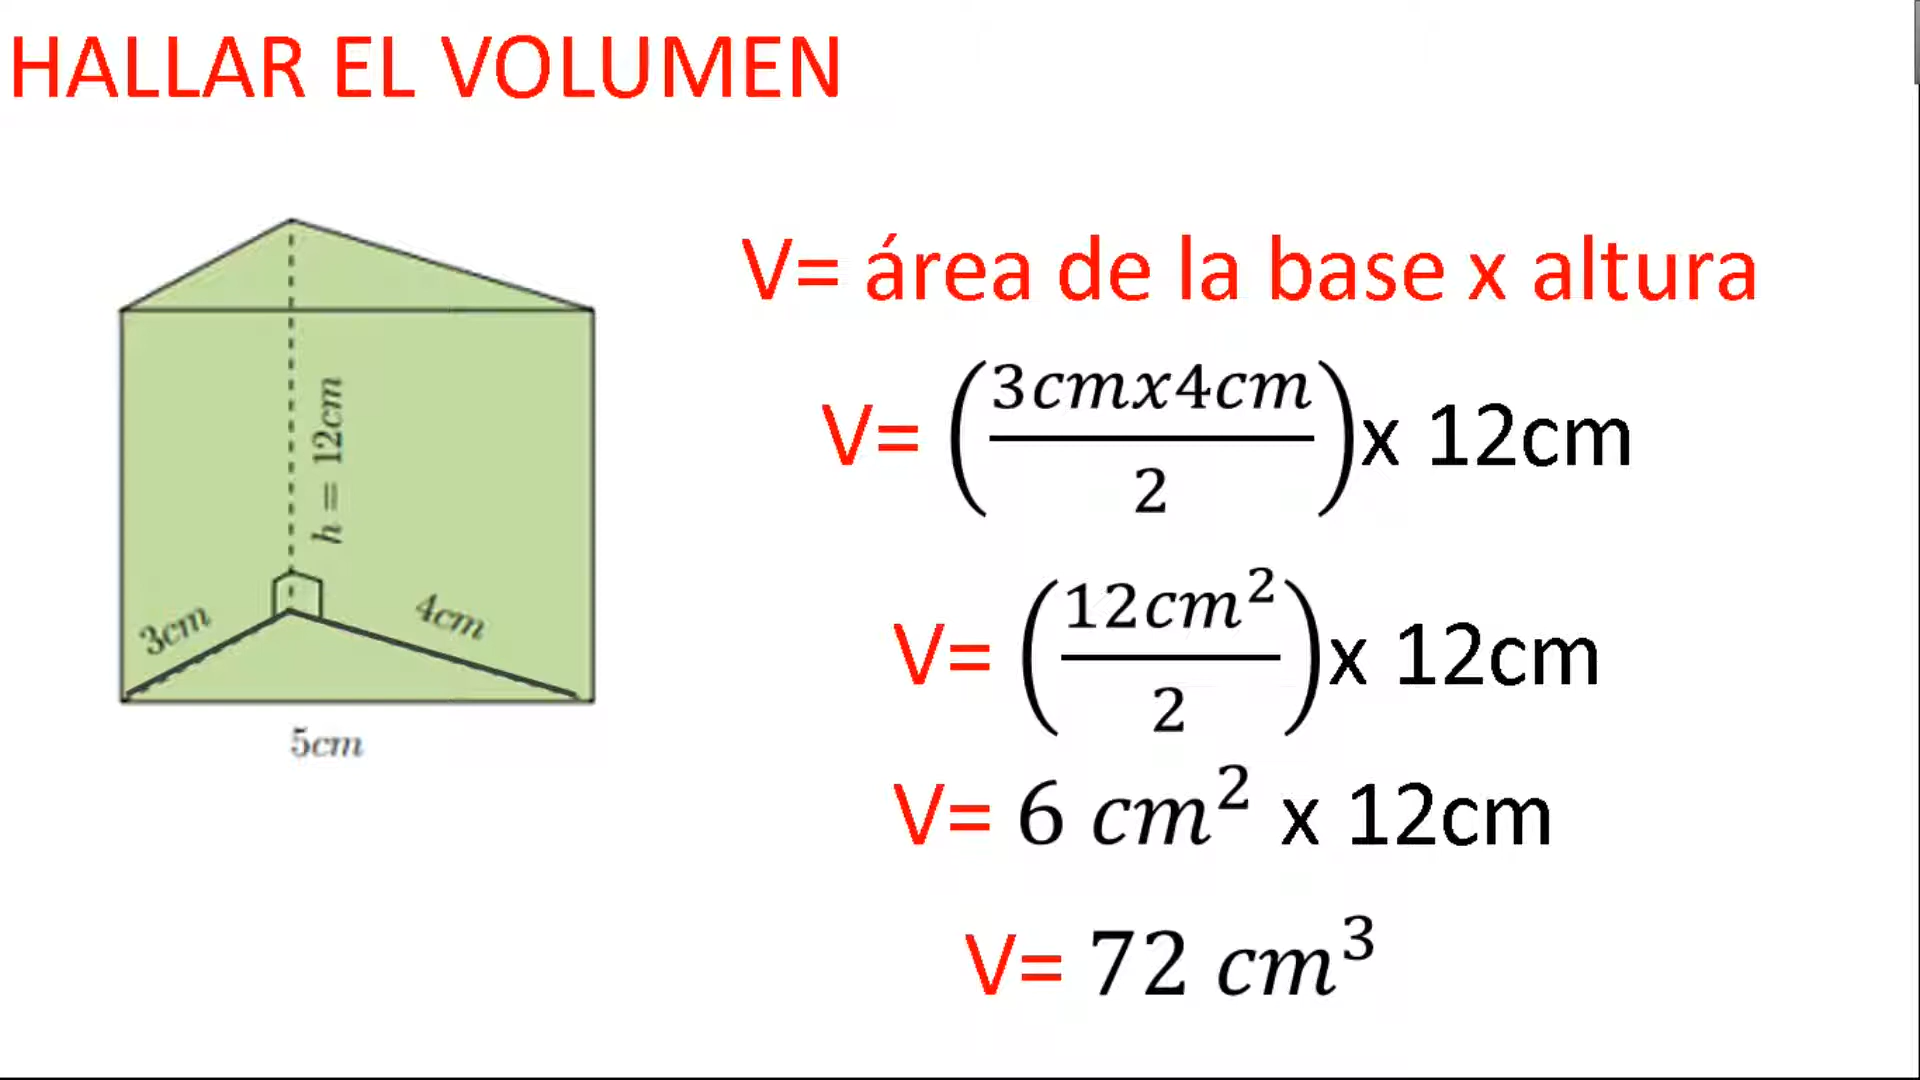 HALLAR EL VOLUMEN
h = 12cm
3cm
4cm
5cm
V= área de la base x altura
V= (3cmx4cm/2)x 12cm
V= (12cm²/2)x 12cm
V= 6 cm² x 12cm
V= 72 cm³